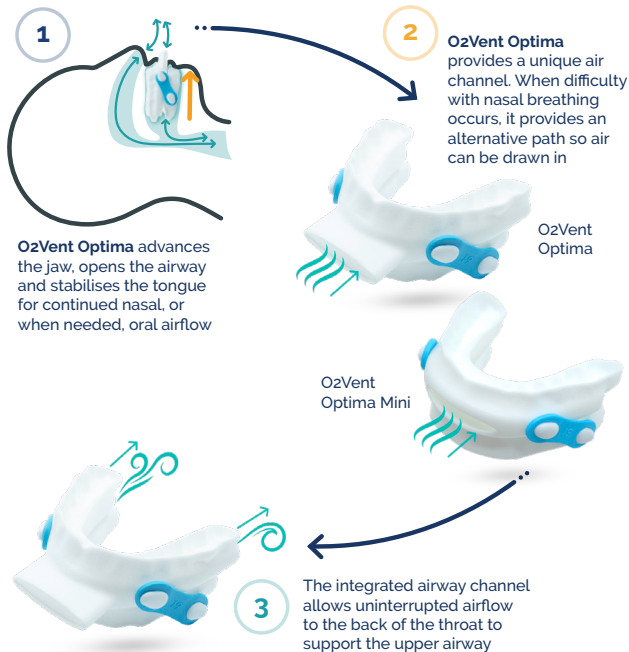 1
O2Vent Optima advances
the jaw, opens the airway
and stabilises the tongue
for continued nasal, or
when needed, oral airflow
2
O2Vent Optima
provides a unique air
channel. When difficulty
with nasal breathing
occurs, it provides an
alternative path so air
can be drawn in
O2Vent
Optima
O2Vent
Optima Mini
3
The integrated airway channel
allows uninterrupted airflow
to the back of the throat to
support the upper airway